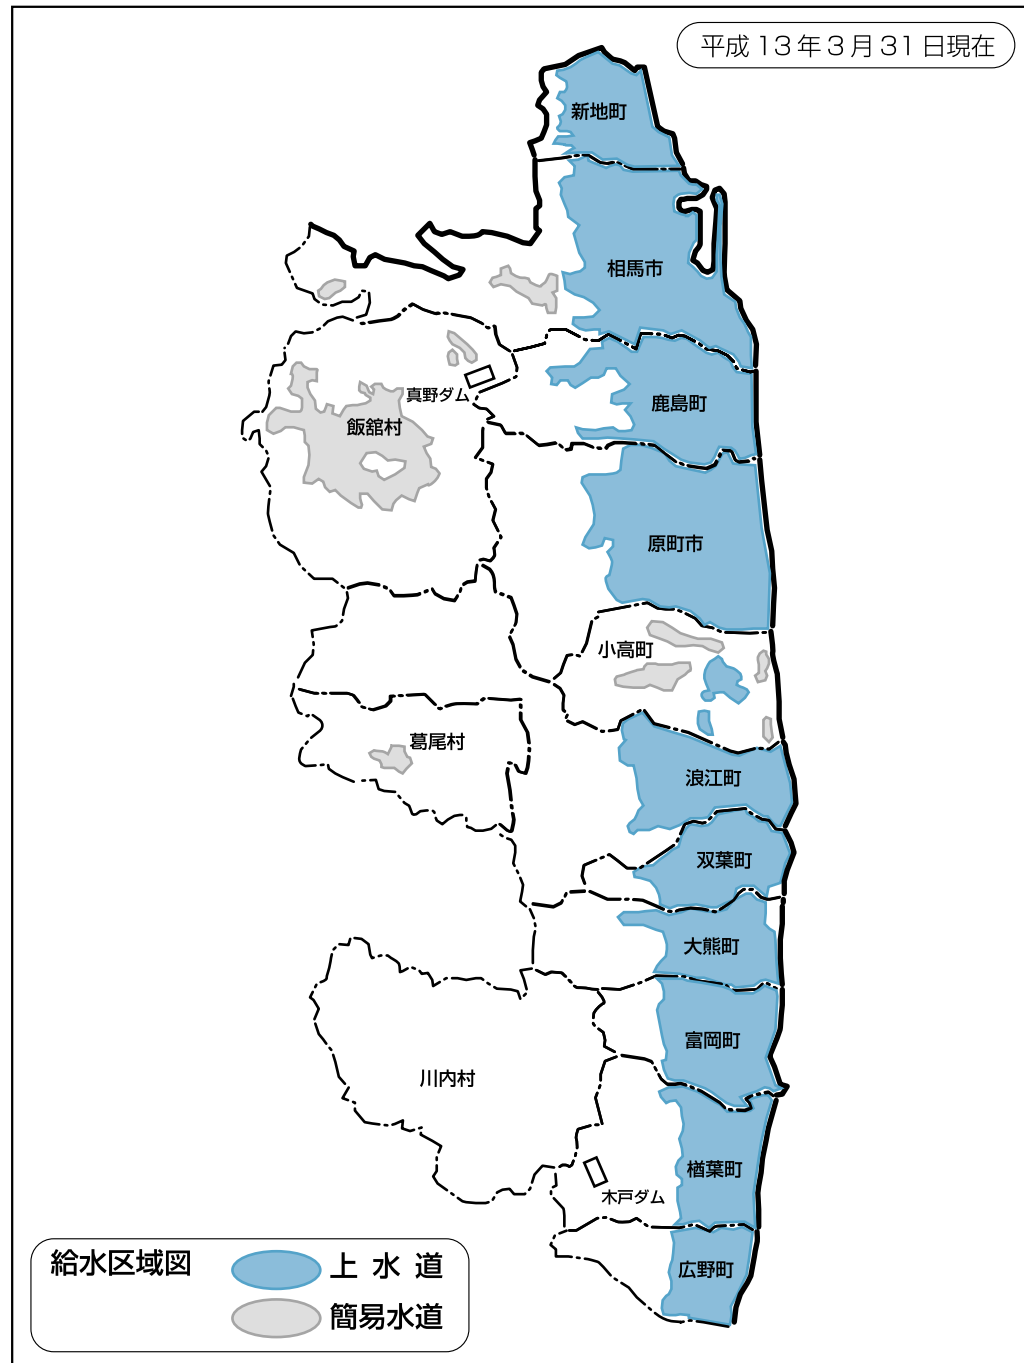 平成13年3月31日現在
新地町
相馬市
真野ダム
鹿島町
飯舘村
原町市
小高町
葛尾村
浪江町
双葉町
大熊町
富岡町
川内村
楢葉町
木戸ダム
広野町
給水区域図
上水道
簡易水道